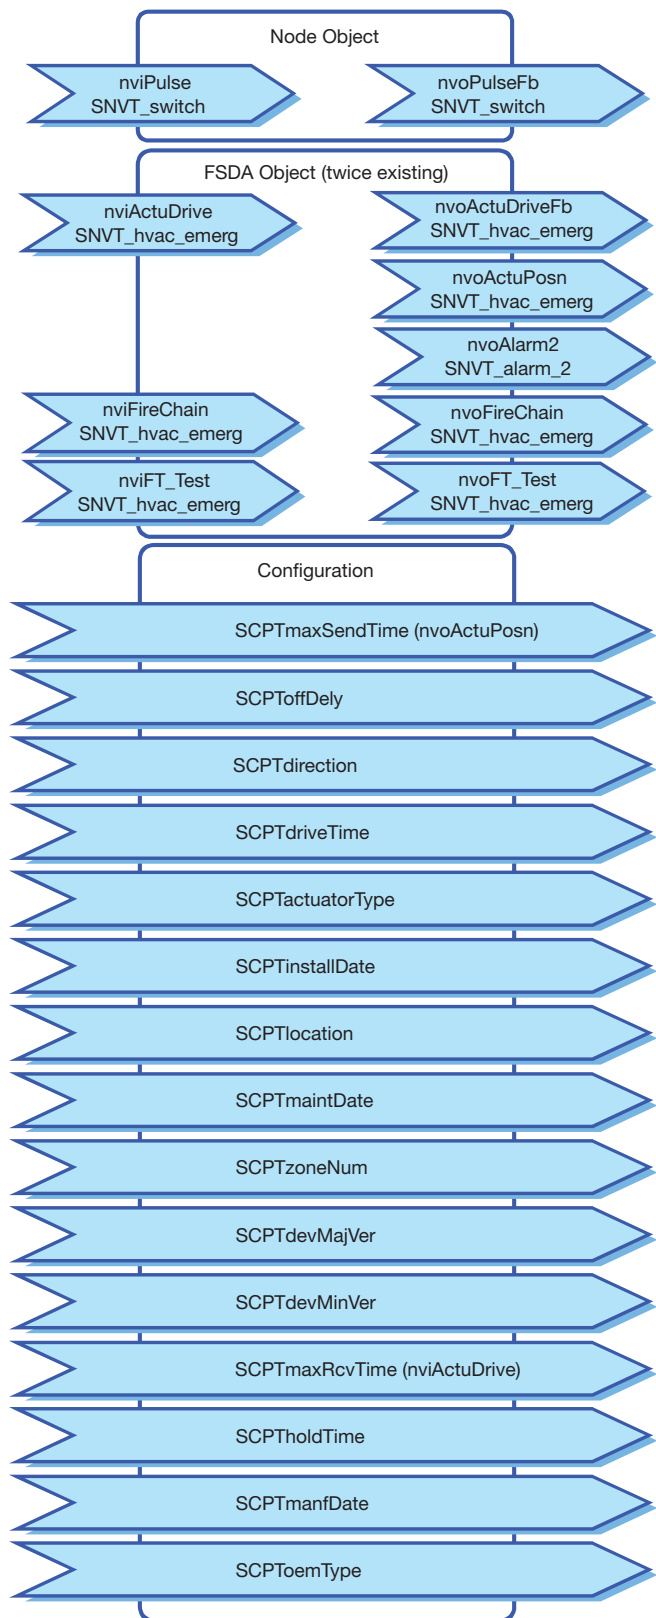 Node Object
nviPulse
SNVT_switch
nvoPulseFb
SNVT_switch
FSDA Object (twice existing)
nviActuDrive
SNVT_hvac_emerg
nvoActuDriveFb
SNVT_hvac_emerg
nvoActuPosn
SNVT_hvac_emerg
nvoAlarm2
SNVT_alarm_2
nviFireChain
SNVT_hvac_emerg
nvoFireChain
SNVT_hvac_emerg
nviFT_Test
SNVT_hvac_emerg
nvoFT_Test
SNVT_hvac_emerg
Configuration
SCPTmaxSendTime (nvoActuPosn)
SCPToffDely
SCPTdirection
SCPTdriveTime
SCPTactuatorType
SCPTinstallDate
SCPTlocation
SCPTmaintDate
SCPTzoneNum
SCPTdevMajVer
SCPTdevMinVer
SCPTmaxRcvTime (nviActuDrive)
SCPTholdTime
SCPTmanfDate
SCPToemType